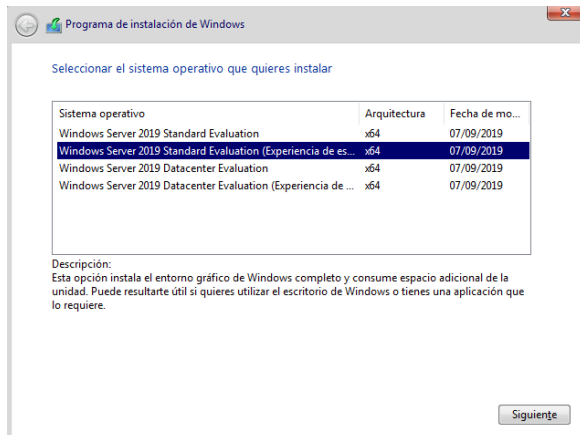 Programa de instalación de Windows
Seleccionar el sistema operativo que quieres instalar
Sistema operativo Arquitectura Fecha de mo...
Windows Server 2019 Standard Evaluation x64 07/09/2019
Windows Server 2019 Standard Evaluation (Experiencia de es... x64 07/09/2019
Windows Server 2019 Datacenter Evaluation x64 07/09/2019
Windows Server 2019 Datacenter Evaluation (Experiencia de ... x64 07/09/2019
Descripción:
Esta opción instala el entorno gráfico de Windows completo y consume espacio adicional de la
unidad. Puede resultarte útil si quieres utilizar el escritorio de Windows o tienes una aplicación que
lo requiere.
Siguiente